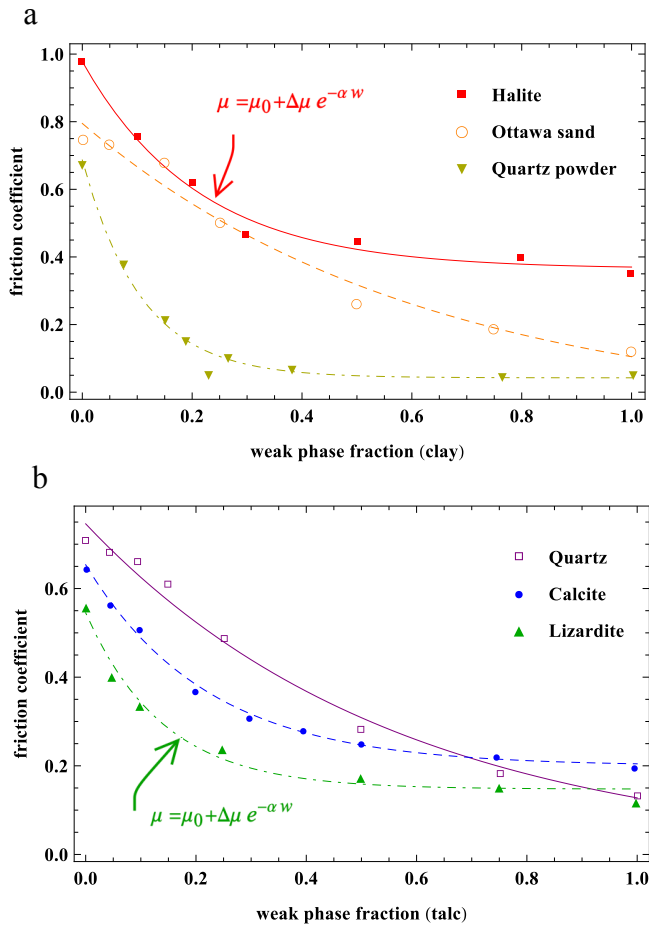 a
μ = μ₀ + Δμ e^{-α w}
Halite
Ottawa sand
Quartz powder
friction coefficient
1.0
0.8
0.6
0.4
0.2
0.0
0.0 0.2 0.4 0.6 0.8 1.0
weak phase fraction (clay)
b
Quartz
Calcite
Lizardite
friction coefficient
0.6
0.4
0.2
0.0
μ = μ₀ + Δμ e^{-α w}
0.0 0.2 0.4 0.6 0.8 1.0
weak phase fraction (talc)